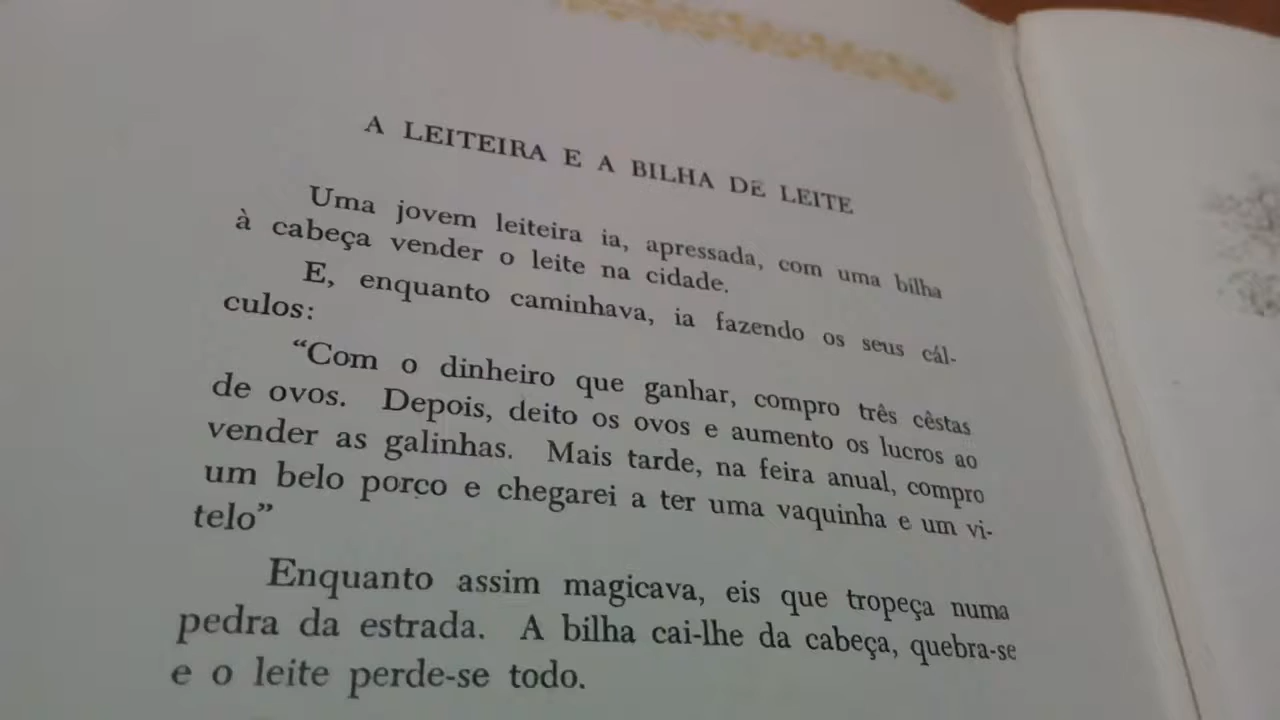 A LEITEIRA E A BILHA DE LEITE
Uma jovem leiteira ia, apressada, com uma bilha
à cabeça vender o leite na cidade.
E, enquanto caminhava, ia fazendo os seus cál-
culos:
“Com o dinheiro que ganhar, compro três cêstas
de ovos. Depois, deito os ovos e aumento os lucros ao
vender as galinhas. Mais tarde, na feira anual, compro
um belo porco e chegarei a ter uma vaquinha e um vi-
telo”
Enquanto assim magicava, eis que tropeça numa
pedra da estrada. A bilha cai-lhe da cabeça, quebra-se
e o leite perde-se todo.